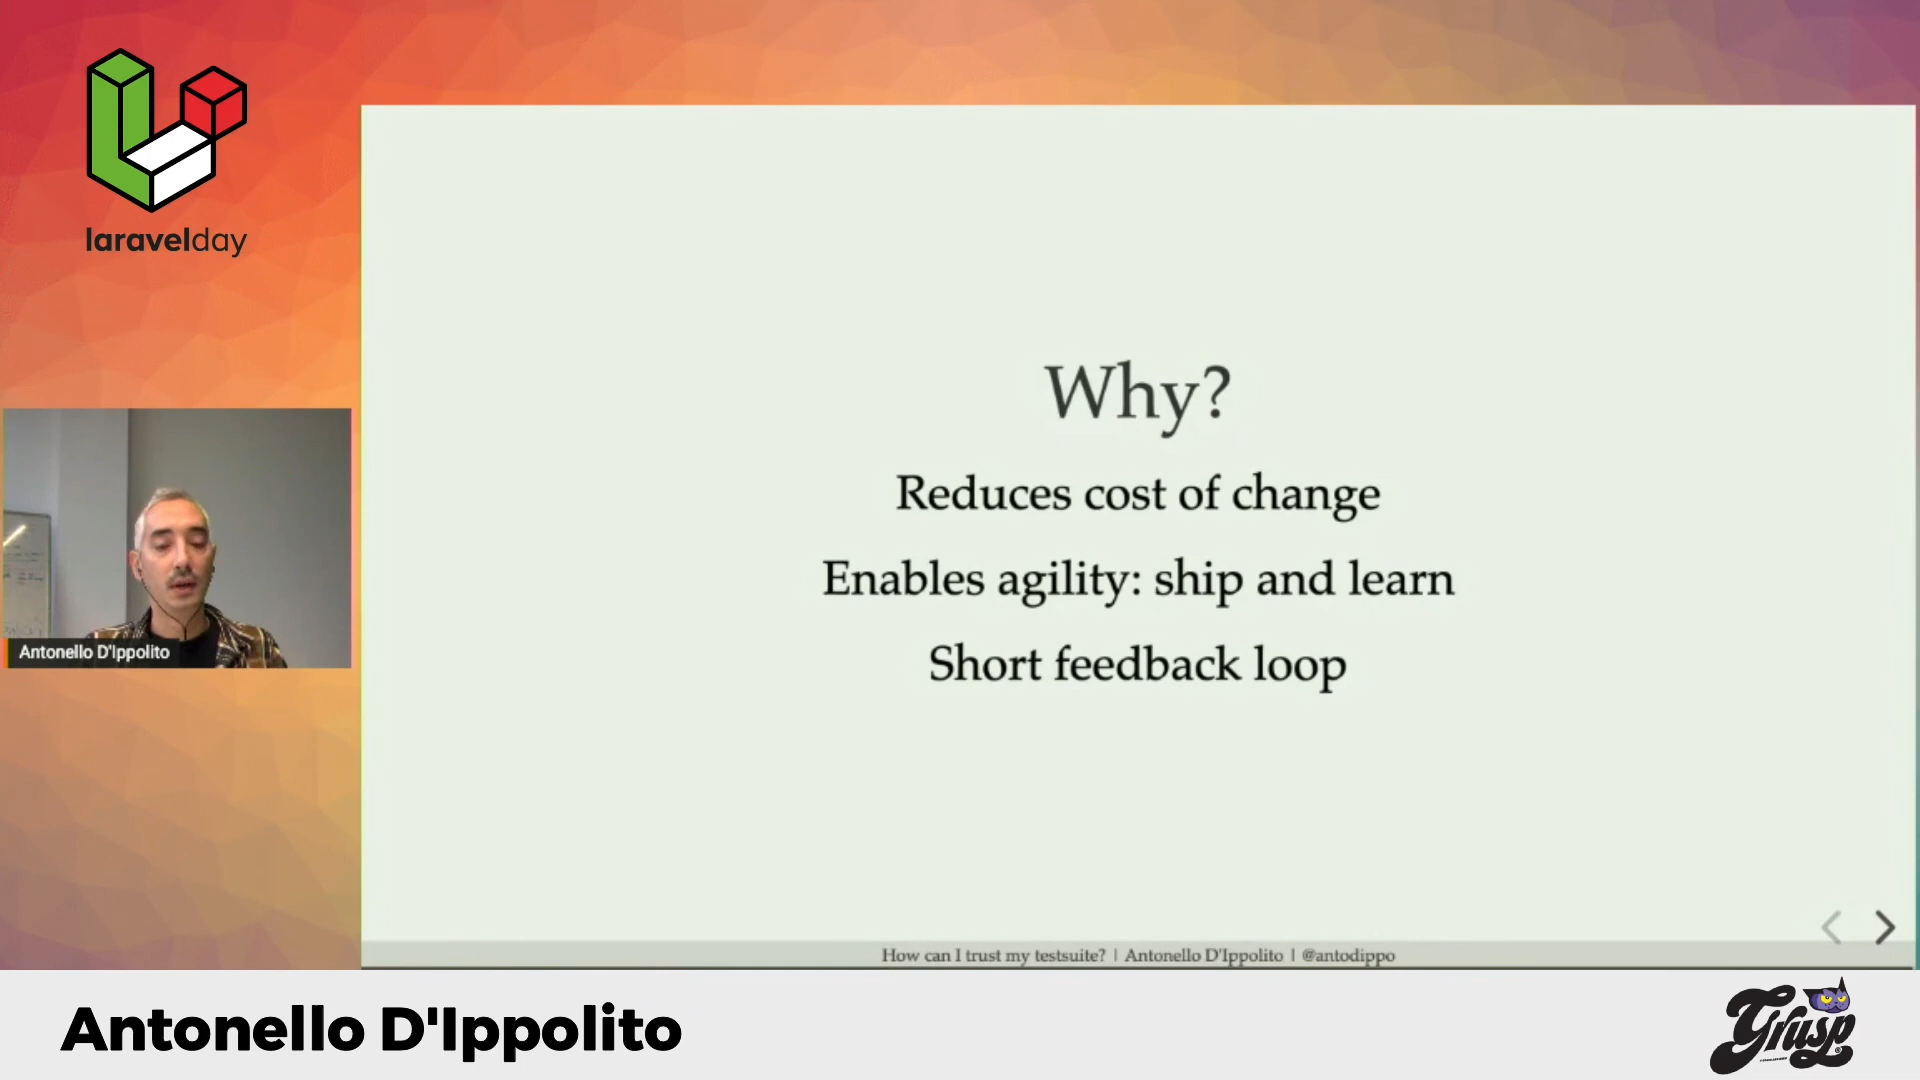 laravelday
Why?
Reduces cost of change
Enables agility: ship and learn
Short feedback loop
Antonello D'Ippolito
How can I trust my testsuite? | Antonello D'Ippolito | @antodippo
Antonello D'Ippolito
Grusp